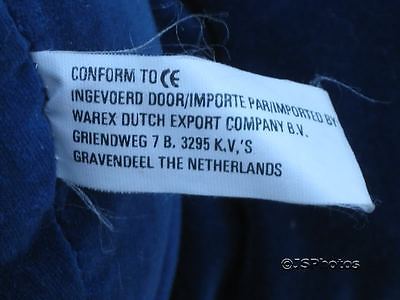 CONFORM TO CE
INGEVOERD DOOR/IMPORTE PAR/IMPORTED BY
WAREX DUTCH EXPORT COMPANY B.V.
GRIENDWEG 7 B, 3295 K.V,'S
GRAVENDEEL THE NETHERLANDS
©JSPhotos